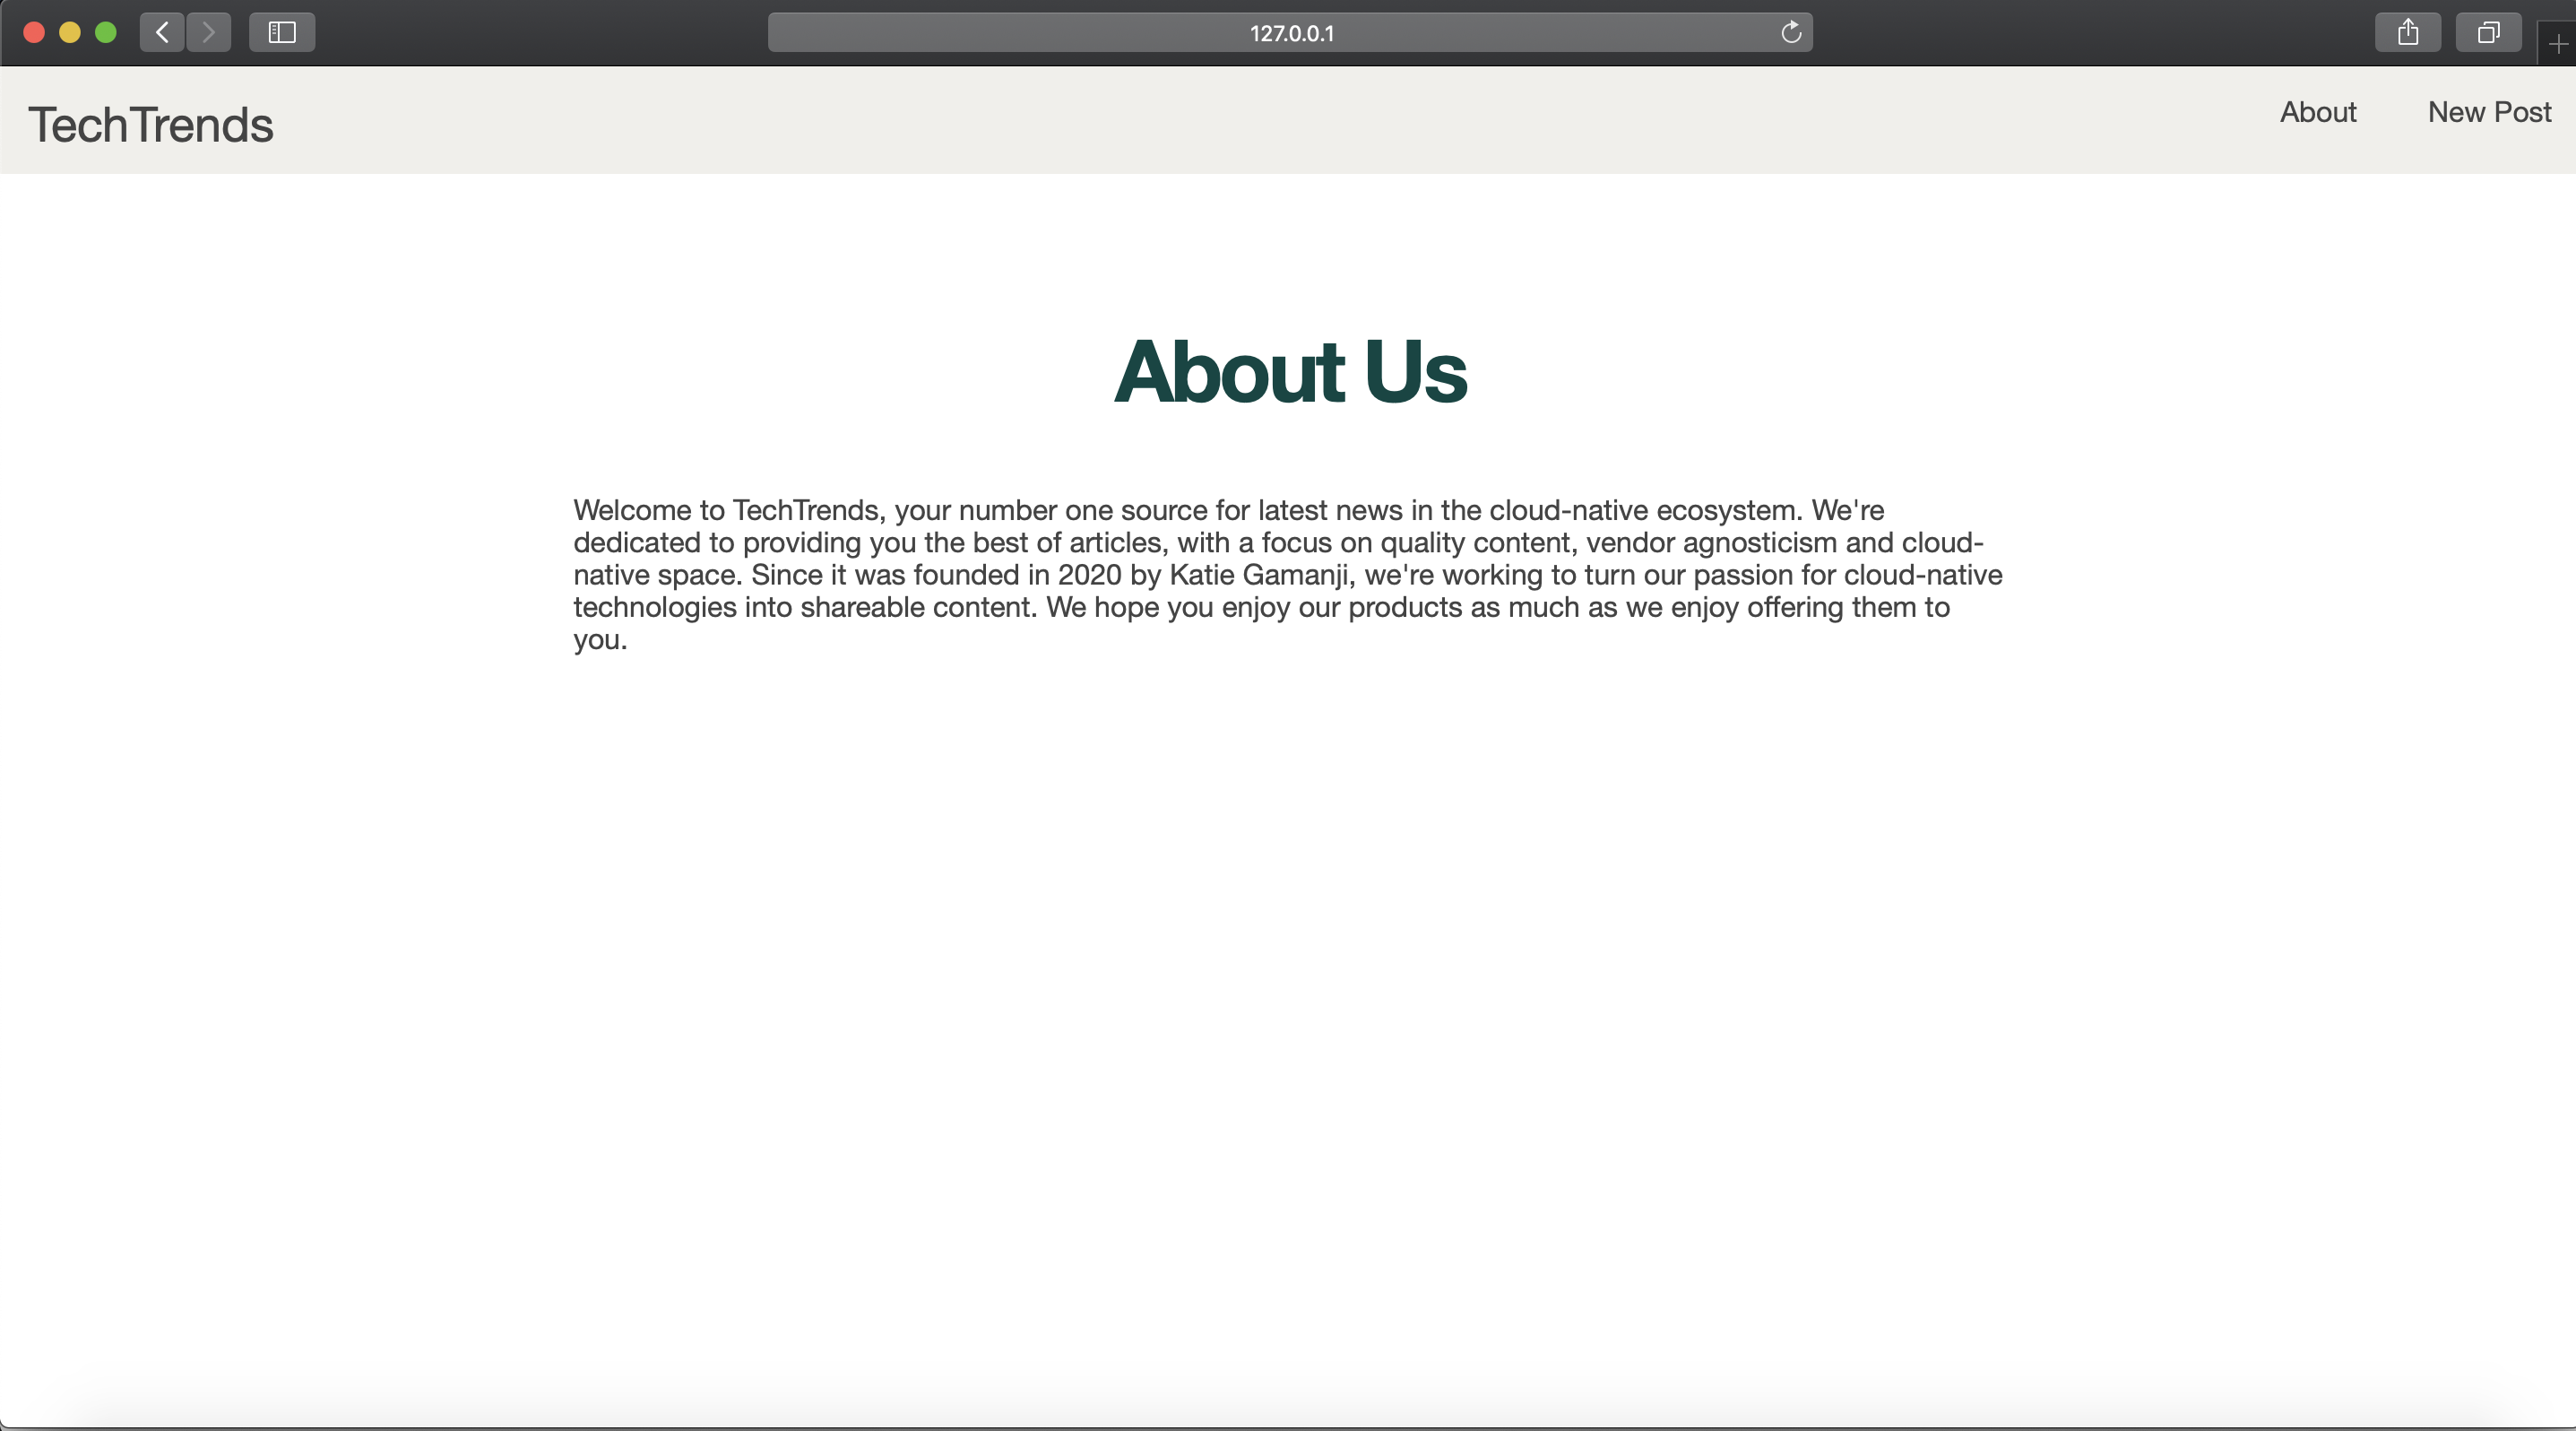 127.0.0.1
TechTrends
About
New Post
About Us
Welcome to TechTrends, your number one source for latest news in the cloud-native ecosystem. We're
dedicated to providing you the best of articles, with a focus on quality content, vendor agnosticism and cloud-
native space. Since it was founded in 2020 by Katie Gamanji, we're working to turn our passion for cloud-native
technologies into shareable content. We hope you enjoy our products as much as we enjoy offering them to
you.